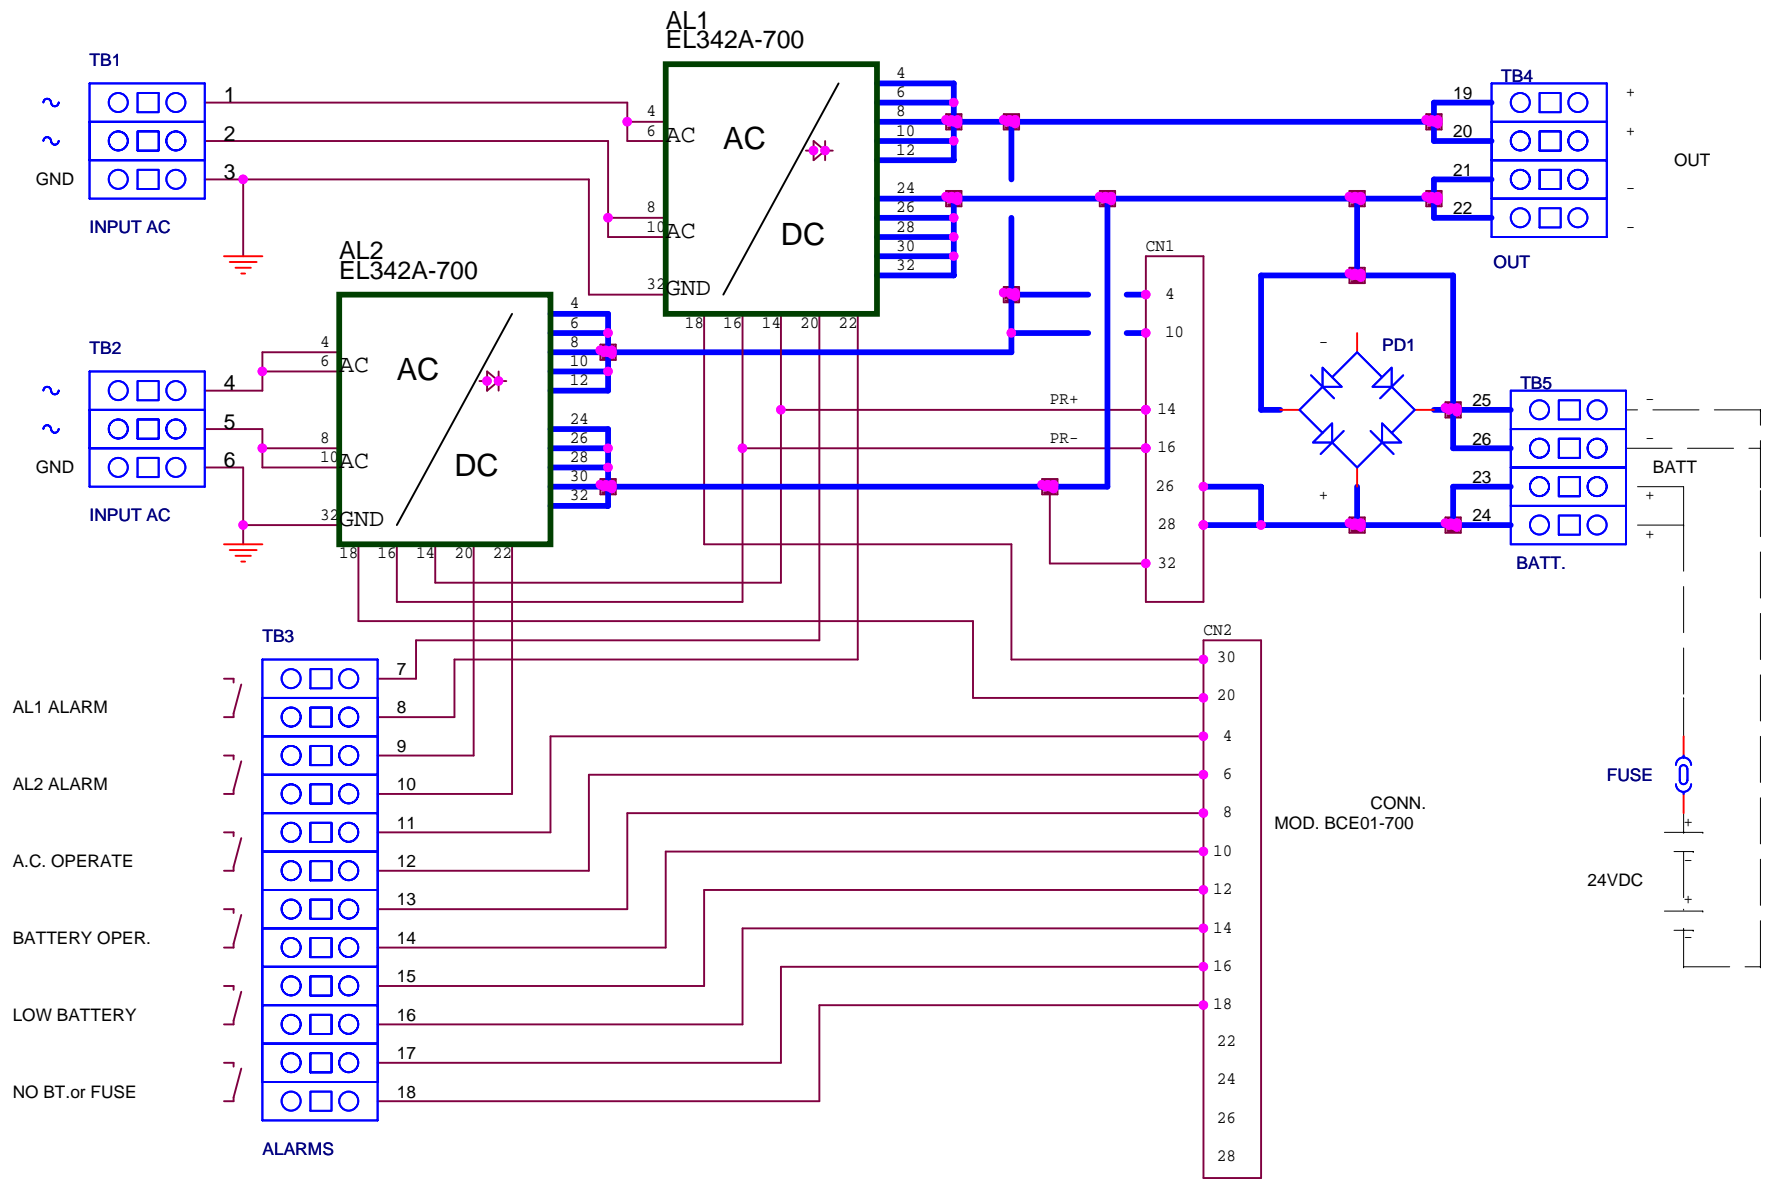 AL1
EL342A-700
TB1
~ 1
~ 2
GND 3
INPUT AC
4
6 AC
8
10 AC
32 GND
AC
DC
4
6
8
10
12
24
26
28
30
32
18 16 14 20 22
AL2
EL342A-700
TB2
~ 4
~ 5
GND 6
INPUT AC
4
6 AC
8
10 AC
32 GND
AC
DC
4
6
8
10
12
24
26
28
30
32
18 16 14 20 22
TB4
19 +
20 +
21 -
22 -
OUT
OUT
CN1
4
10
PR+ 14
PR- 16
26
28
32
- PD1
+
TB5
25 -
26 -
23 +
24 +
BATT
BATT.
FUSE
+
-
24VDC
+
-
TB3
7
AL1 ALARM 8
9
AL2 ALARM 10
11
A.C. OPERATE 12
13
BATTERY OPER. 14
15
LOW BATTERY 16
17
NO BT.or FUSE 18
ALARMS
CN2
30
20
4
6
8
10
12
14
16
18
22
24
26
28
CONN.
MOD. BCE01-700